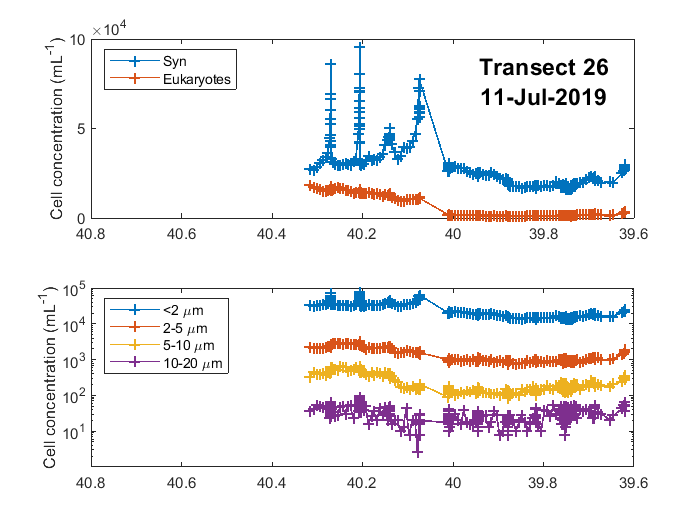 ×10^4
10
5
0
Cell concentration (mL^-1)
Syn
Eukaryotes
Transect 26
11-Jul-2019
40.8 40.6 40.4 40.2 40 39.8 39.6
10^5
10^4
10^3
10^2
10^1
Cell concentration (mL^-1)
<2 μm
2-5 μm
5-10 μm
10-20 μm
40.8 40.6 40.4 40.2 40 39.8 39.6